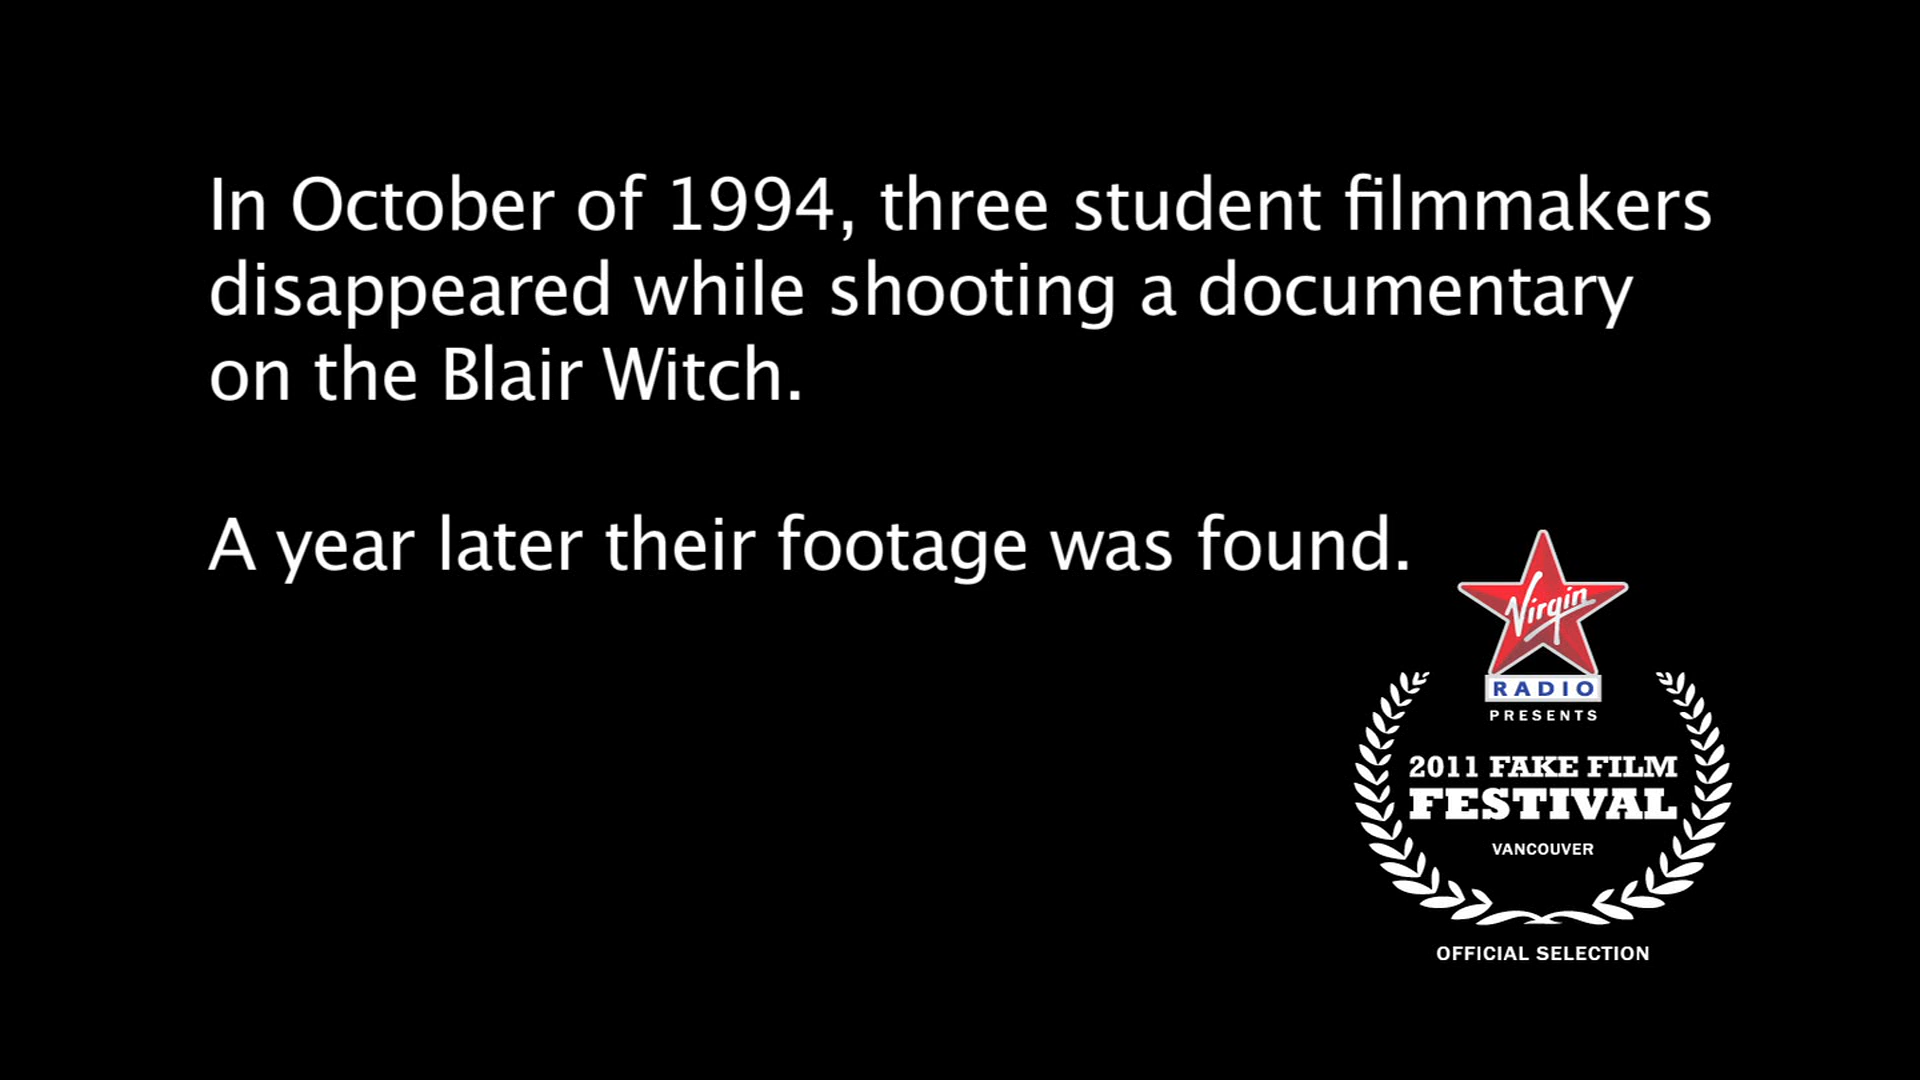 In October of 1994, three student filmmakers
disappeared while shooting a documentary
on the Blair Witch.
A year later their footage was found.
Virgin
RADIO
PRESENTS
2011 FAKE FILM
FESTIVAL
VANCOUVER
OFFICIAL SELECTION